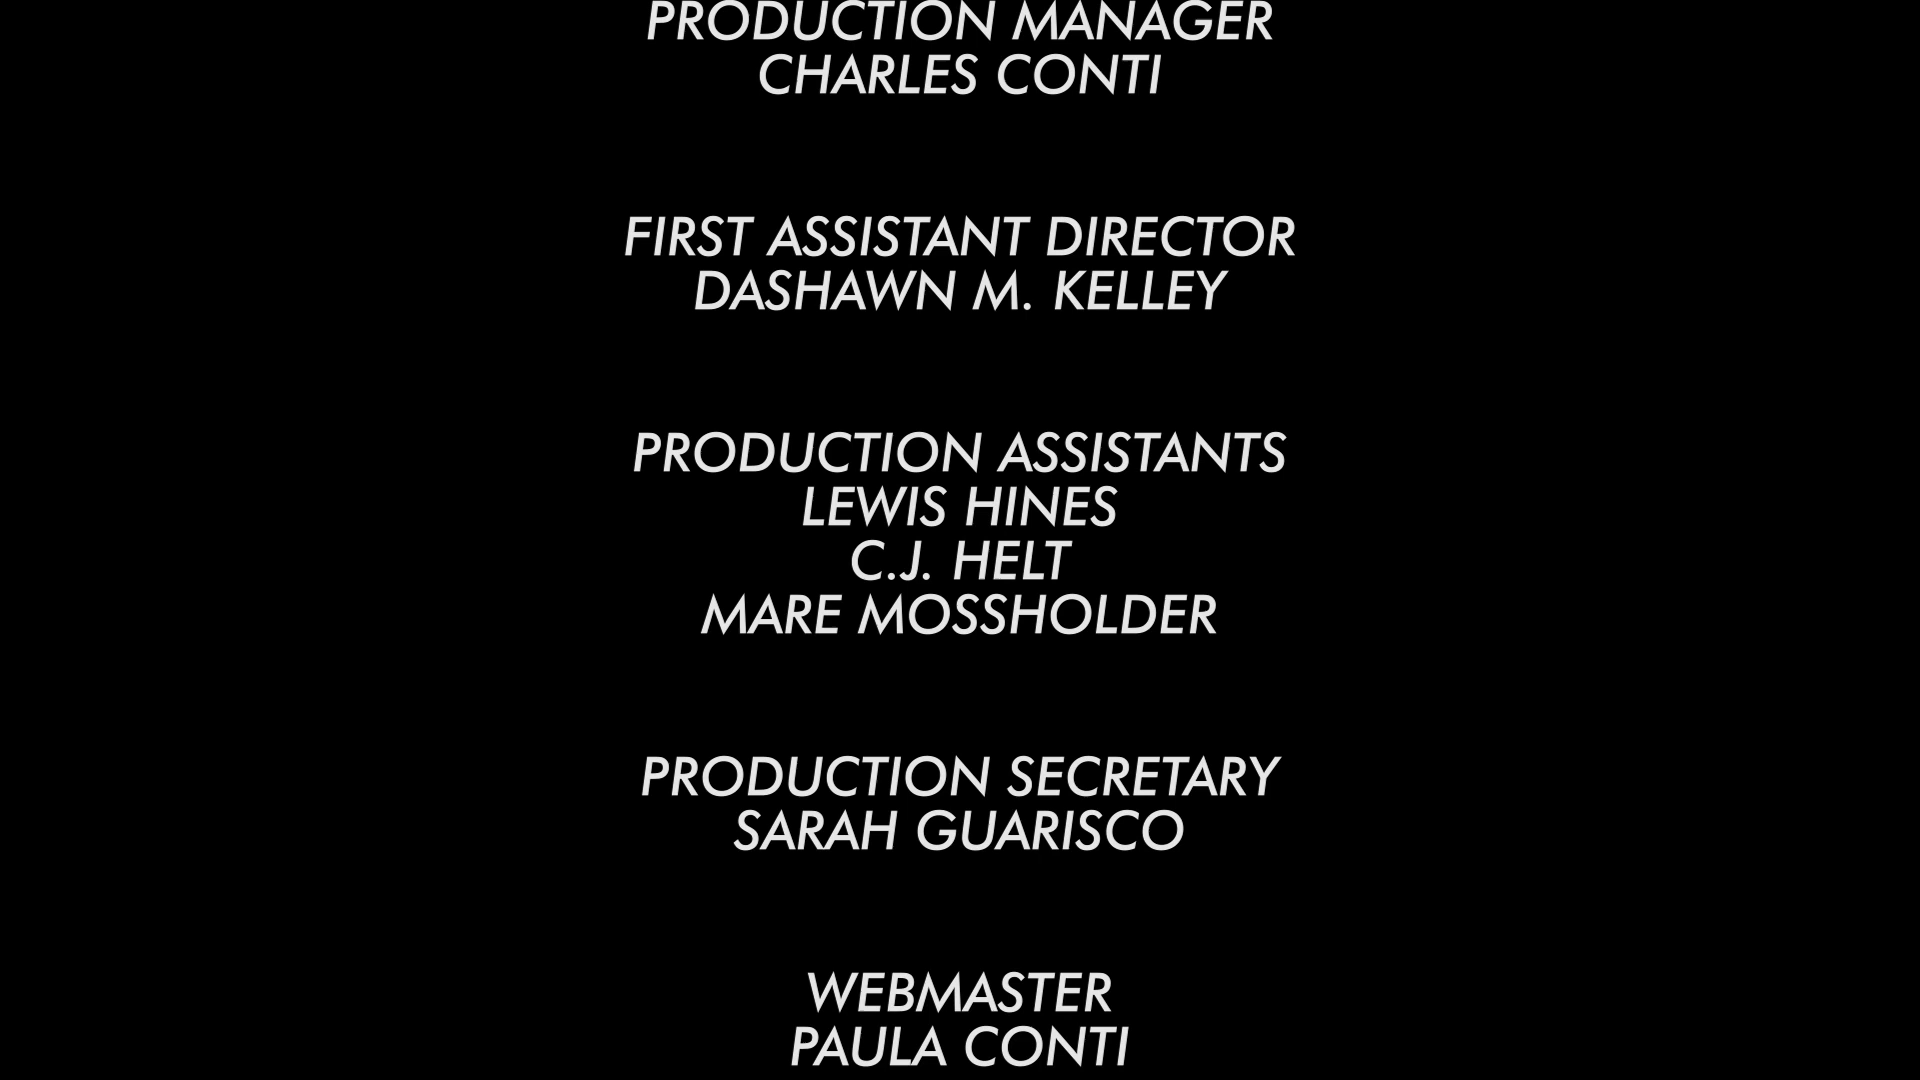 PRODUCTION MANAGER
CHARLES CONTI
FIRST ASSISTANT DIRECTOR
DASHAWN M. KELLEY
PRODUCTION ASSISTANTS
LEWIS HINES
C.J. HELT
MARE MOSSHOLDER
PRODUCTION SECRETARY
SARAH GUARISCO
WEBMASTER
PAULA CONTI